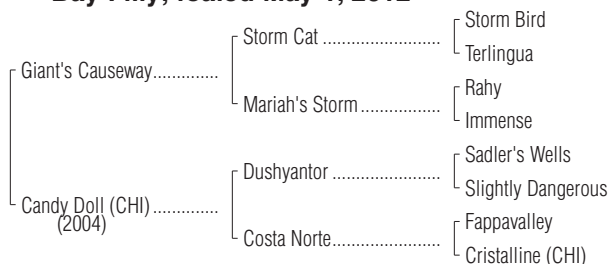 Bay Filly; foaled May 1, 2012
Storm Bird
Storm Cat
Terlingua
Giant's Causeway
Rahy
Mariah's Storm
Immense
Sadler's Wells
Dushyantor
Slightly Dangerous
Candy Doll (CHI)
(2004)
Fappavalley
Costa Norte
Cristalline (CHI)